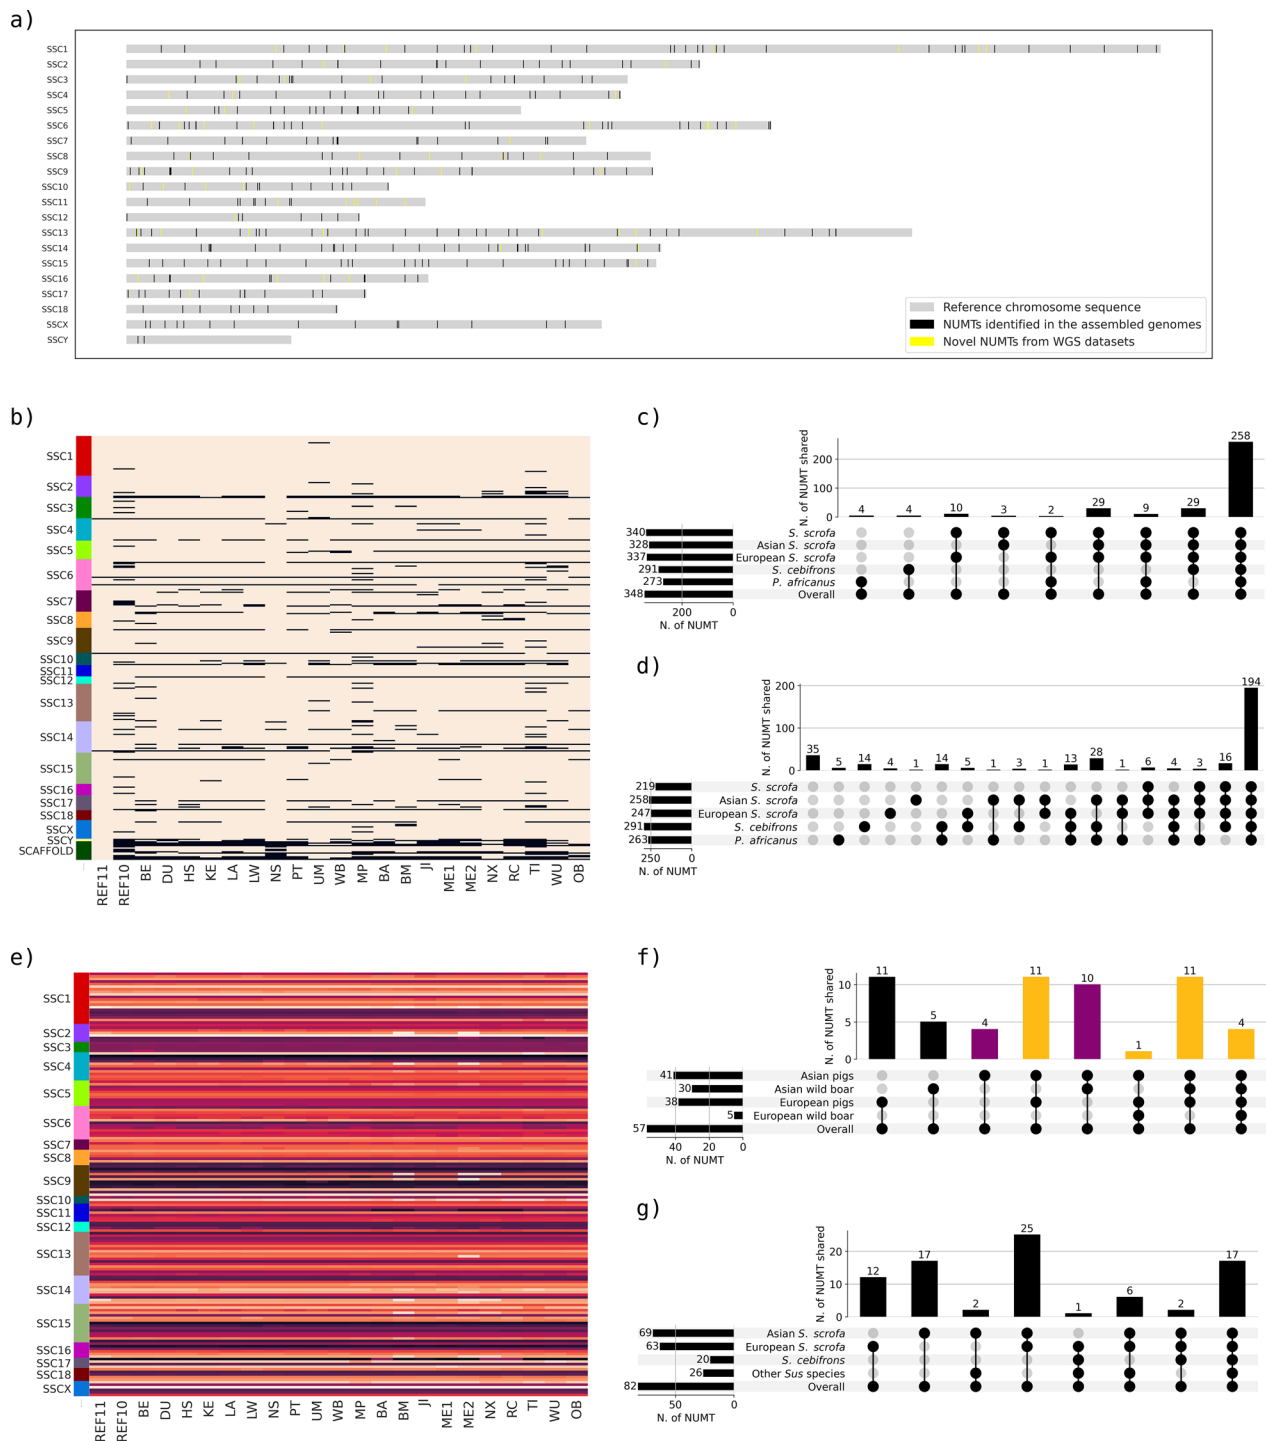 a)
SSC1
SSC2
SSC3
SSC4
SSC5
SSC6
SSC7
SSC8
SSC9
SSC10
SSC11
SSC12
SSC13
SSC14
SSC15
SSC16
SSC17
SSC18
SSCX
SSCY
Reference chromosome sequence
NUMTs identified in the assembled genomes
Novel NUMTs from WGS datasets
b)
SSC1
SSC2
SSC3
SSC4
SSC5
SSC6
SSC7
SSC8
SSC9
SSC10
SSC11
SSC12
SSC13
SSC14
SSC15
SSC16
SSC17
SSC18
SSCX
SSCY
SCAFFOLD
REF11 REF10 BE DU HS KE LA LW NS PT UM WB MP BA BM JI ME1 ME2 NX RC TI WU OB
c)
N. of NUMT shared
200
100
0
4 4 10 3 2 29 9 29 258
340 S. scrofa
328 Asian S. scrofa
337 European S. scrofa
291 S. cebifrons
273 P. africanus
348 Overall
200 0
N. of NUMT
d)
N. of NUMT shared
200
100
0
35 5 14 4 1 14 5 1 3 1 13 28 1 6 4 3 16 194
219 S. scrofa
258 Asian S. scrofa
247 European S. scrofa
291 S. cebifrons
263 P. africanus
250 0
N. of NUMT
e)
SSC1
SSC2
SSC3
SSC4
SSC5
SSC6
SSC7
SSC8
SSC9
SSC10
SSC11
SSC12
SSC13
SSC14
SSC15
SSC16
SSC17
SSC18
SSCX
REF11 REF10 BE DU HS KE LA LW NS PT UM WB MP BA BM JI ME1 ME2 NX RC TI WU OB
f)
N. of NUMT shared
10
5
0
11 5 4 11 10 1 11 4
41 Asian pigs
30 Asian wild boar
38 European pigs
5 European wild boar
57 Overall
40 20 0
N. of NUMT
g)
N. of NUMT shared
20
10
0
12 17 2 25 1 6 2 17
69 Asian S. scrofa
63 European S. scrofa
20 S. cebifrons
26 Other Sus species
82 Overall
50 0
N. of NUMT